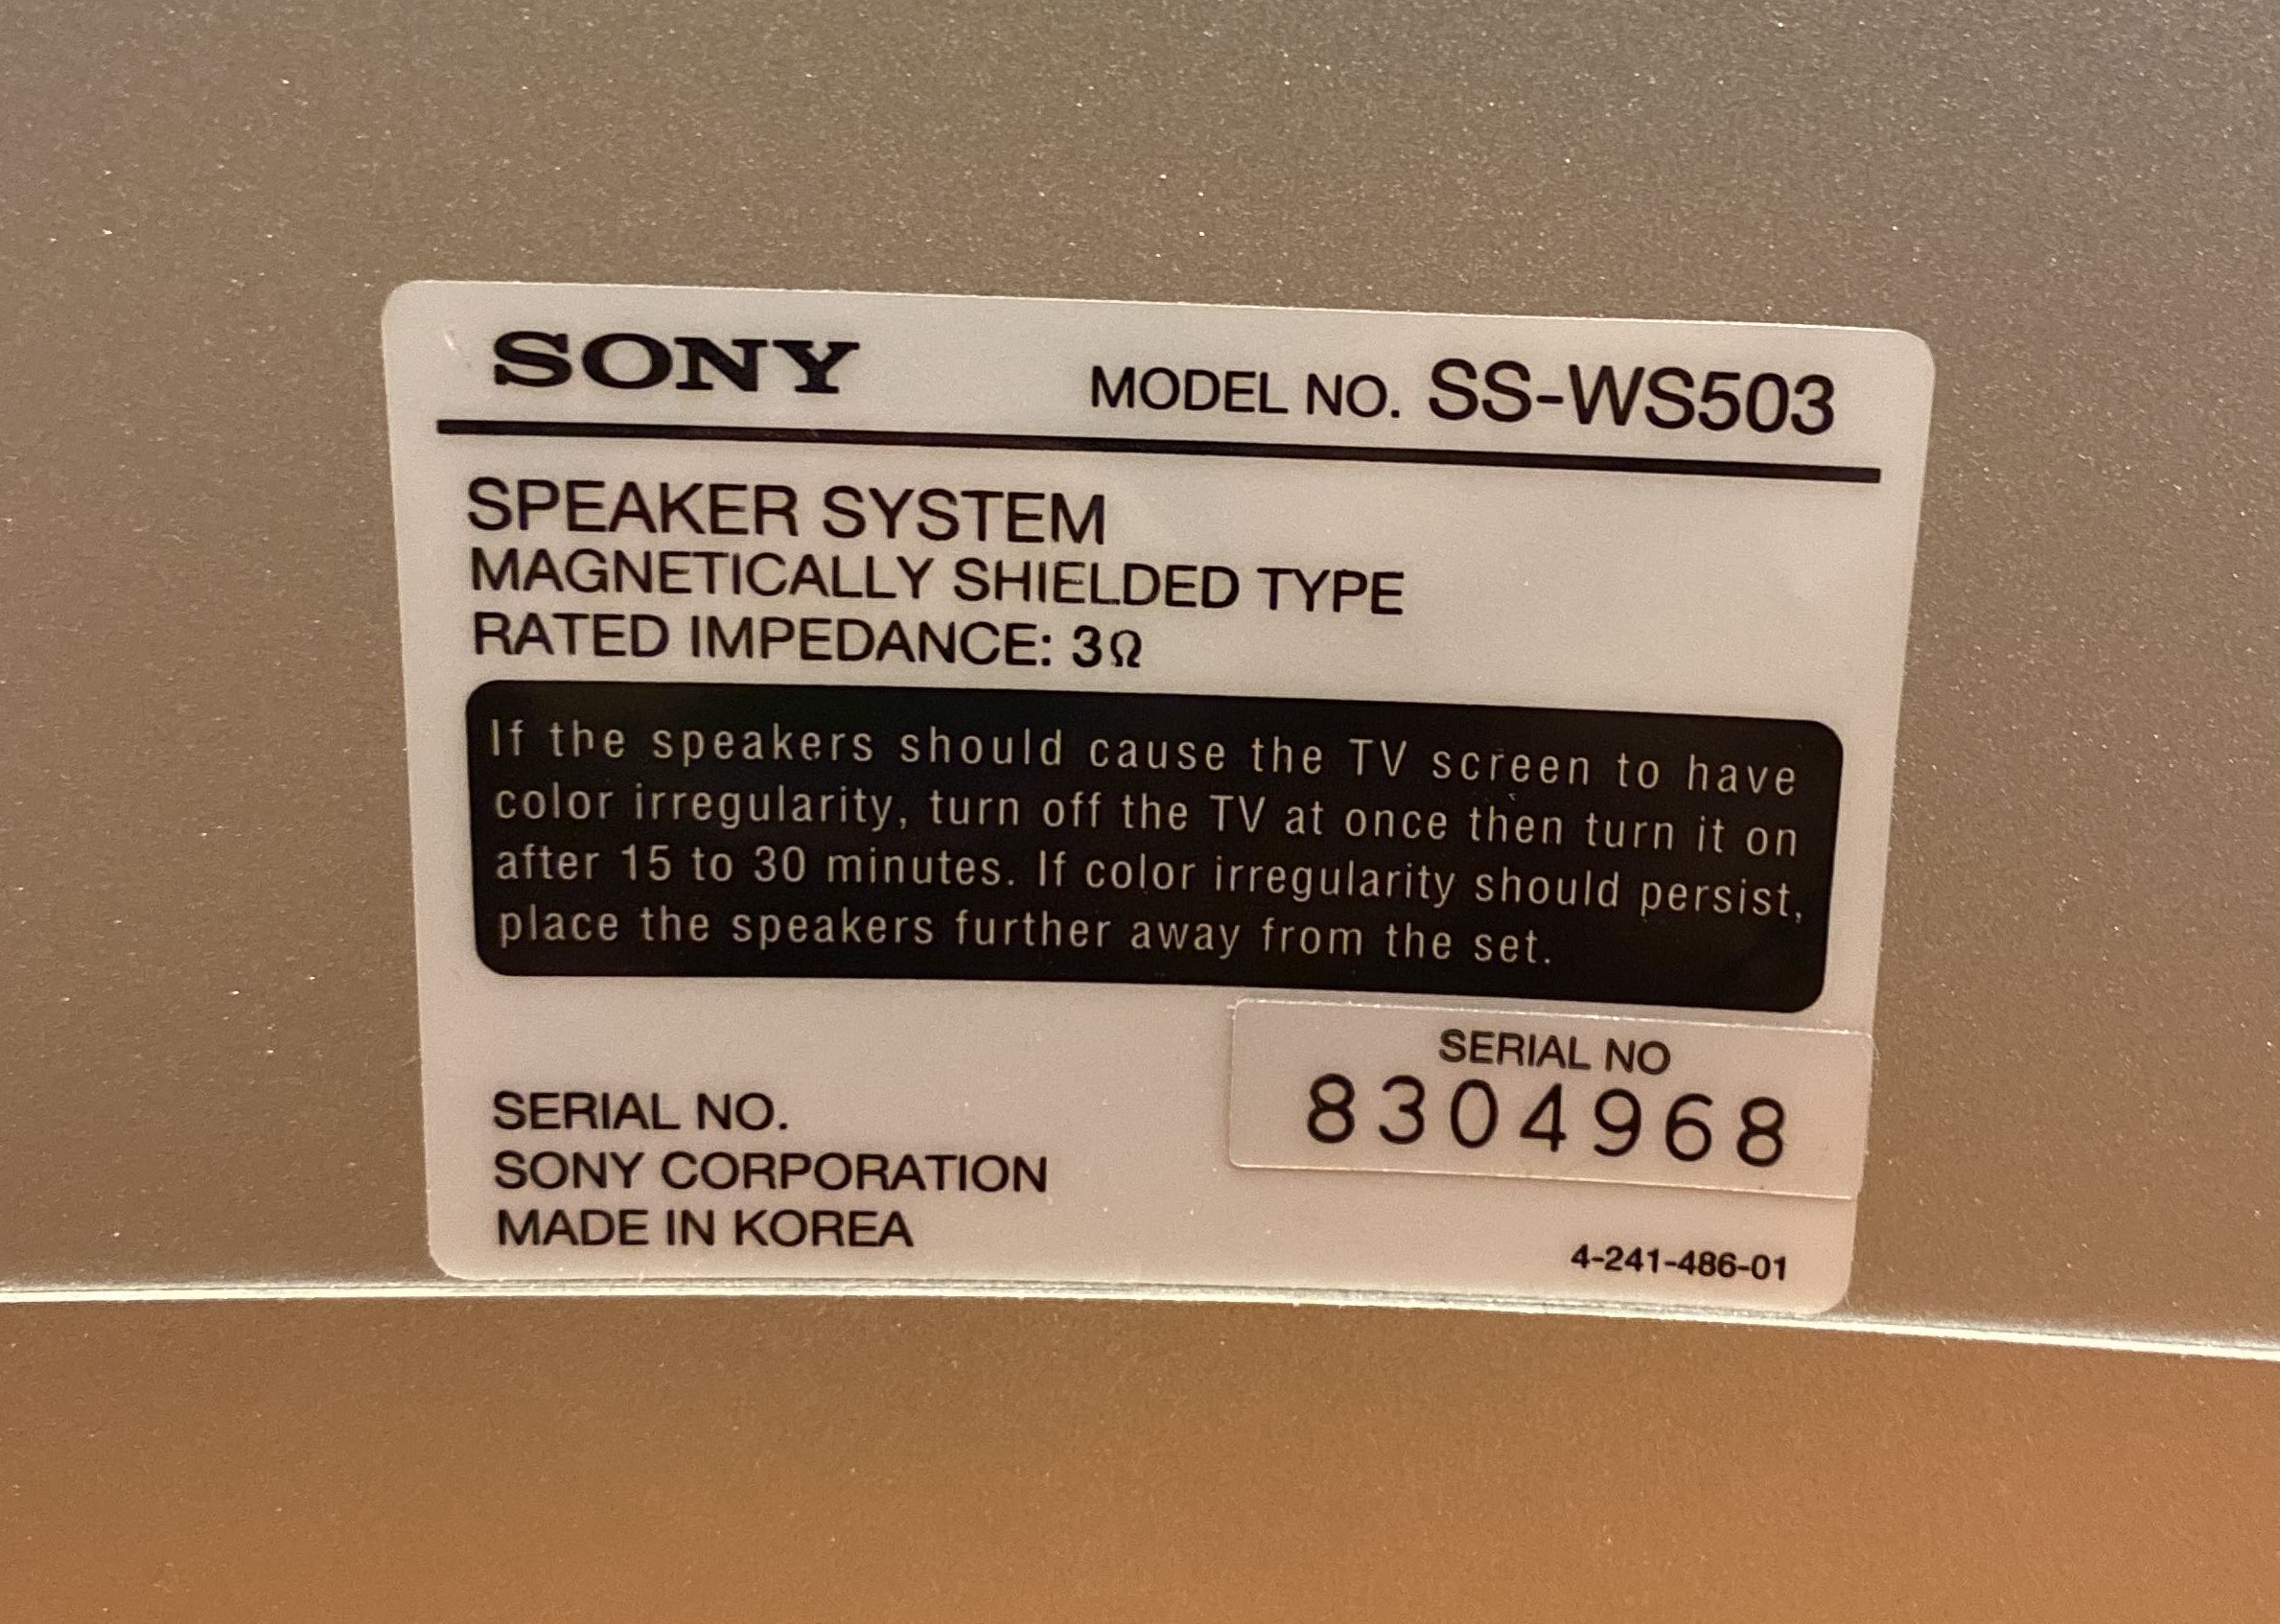 SONY MODEL NO. SS-WS503
SPEAKER SYSTEM
MAGNETICALLY SHIELDED TYPE
RATED IMPEDANCE: 3Ω
If the speakers should cause the TV screen to have
color irregularity, turn off the TV at once then turn it on
after 15 to 30 minutes. If color irregularity should persist,
place the speakers further away from the set.
SERIAL NO
8304968
SERIAL NO.
SONY CORPORATION
MADE IN KOREA
4-241-486-01